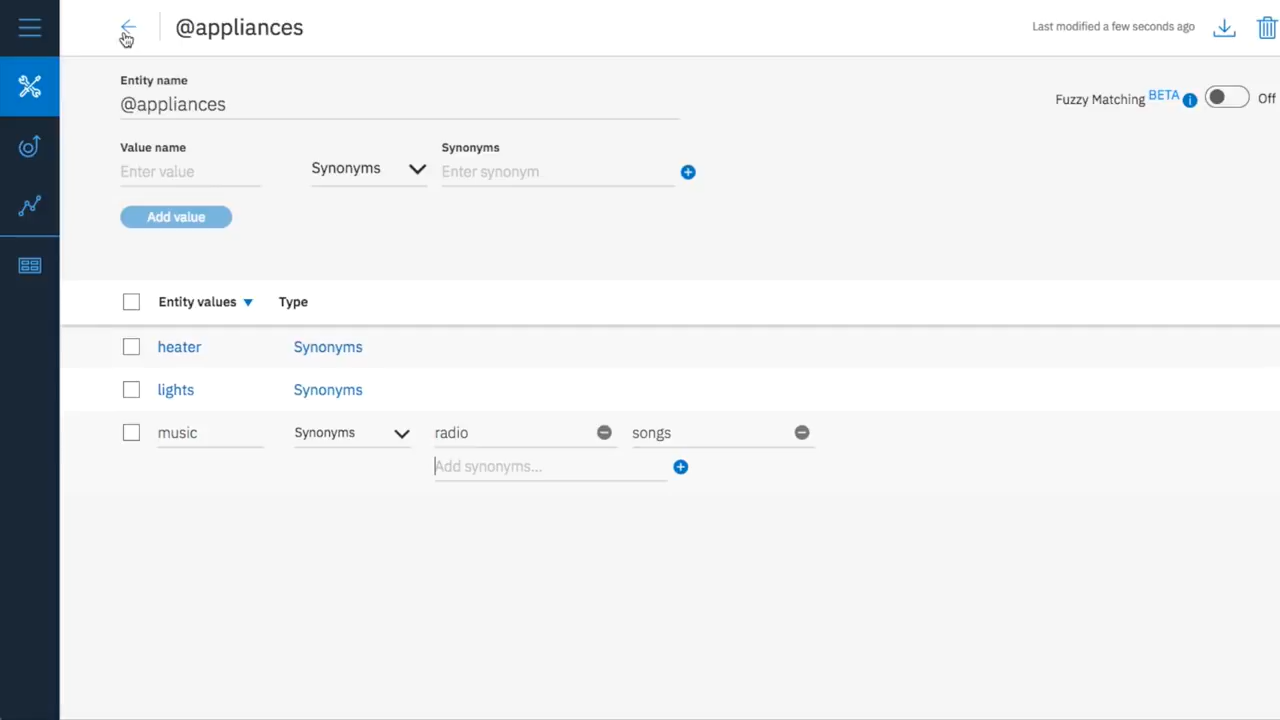 @appliances
Last modified a few seconds ago
Entity name
@appliances
Fuzzy Matching BETA i Off
Value name
Synonyms
Enter value
Synonyms
Enter synonym
Add value
Entity values Type
heater Synonyms
lights Synonyms
music Synonyms radio songs
Add synonyms...